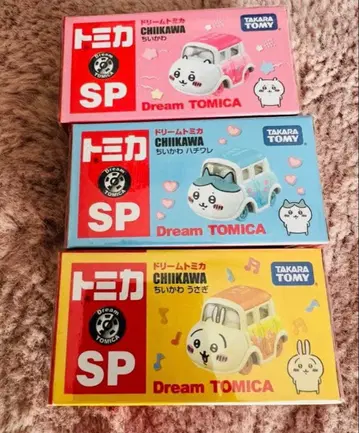 トミカ
Dream
TOMICA
SP
ドリームトミカ
CHIIKAWA
ちいかわ
TAKARA
TOMY
Dream TOMICA
トミカ
Dream
TOMICA
SP
ドリームトミカ
CHIIKAWA
ちいかわ ハチワレ
TAKARA
TOMY
Dream TOMICA
トミカ
Dream
TOMICA
SP
ドリームトミカ
CHIIKAWA
ちいかわ うさぎ
TAKARA
TOMY
Dream TOMICA